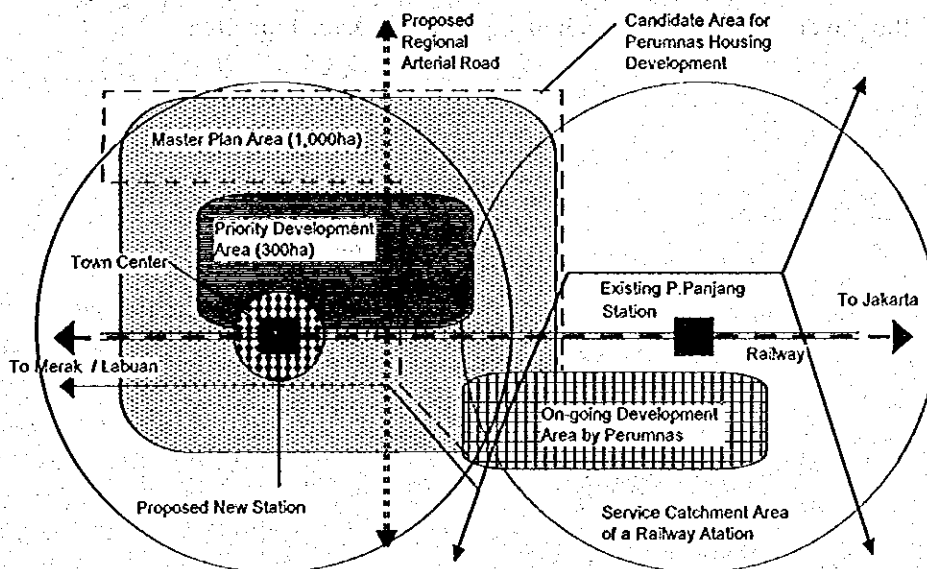 Proposed
Regional
Arterial Road
Candidate Area for
Perumnas Housing
Development
Master Plan Area (1,000ha)
Priority Development
Area (300ha)
Town Center
Existing P.Panjang
Station
To Jakarta
Railway
To Merak / Labuan
On-going Development
Area by Perumnas
Proposed New Station
Service Catchment Area
of a Railway Atation